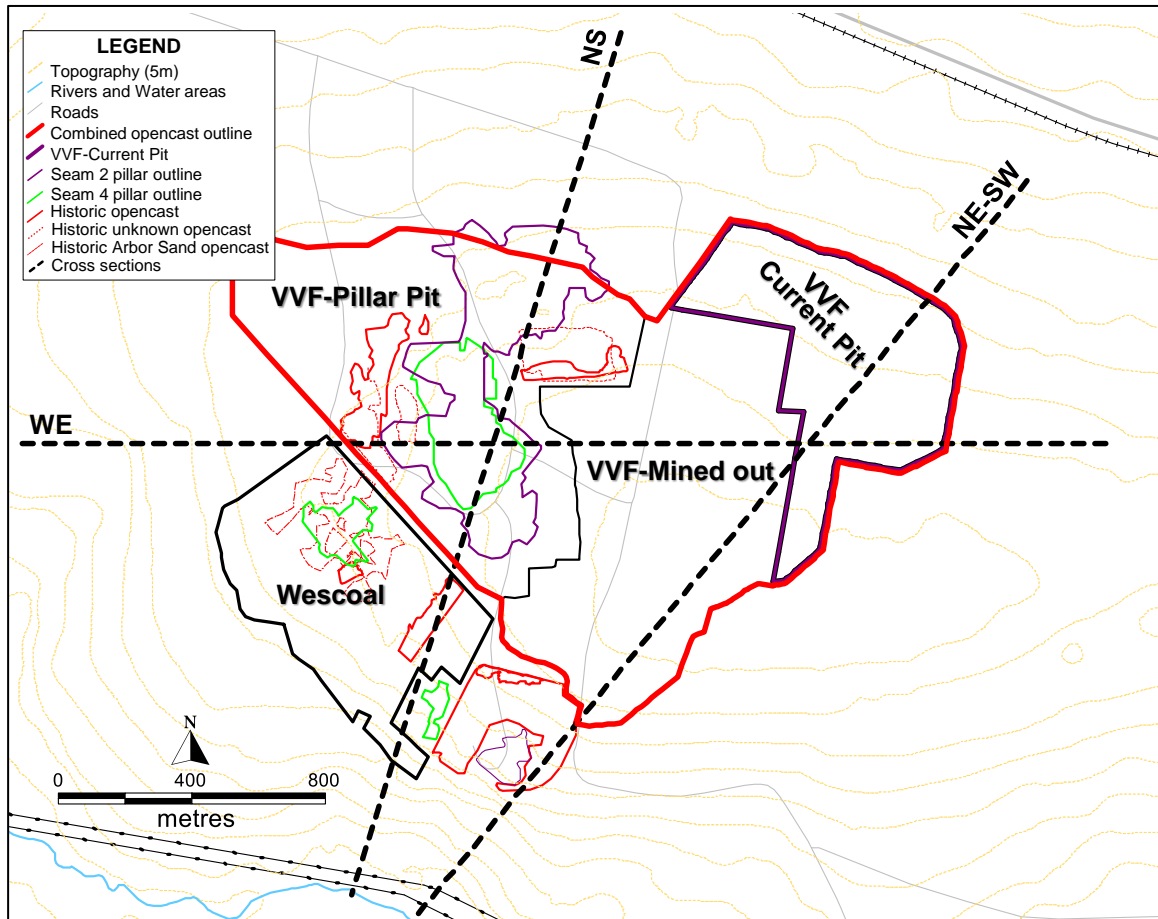 LEGEND
Topography (5m)
Rivers and Water areas
Roads
Combined opencast outline
VVF-Current Pit
Seam 2 pillar outline
Seam 4 pillar outline
Historic opencast
Historic unknown opencast
Historic Arbor Sand opencast
Cross sections
NS
NE-SW
VVF-Pillar Pit
VVF
Current Pit
WE
VVF-Mined out
Wescoal
N
0 400 800
metres